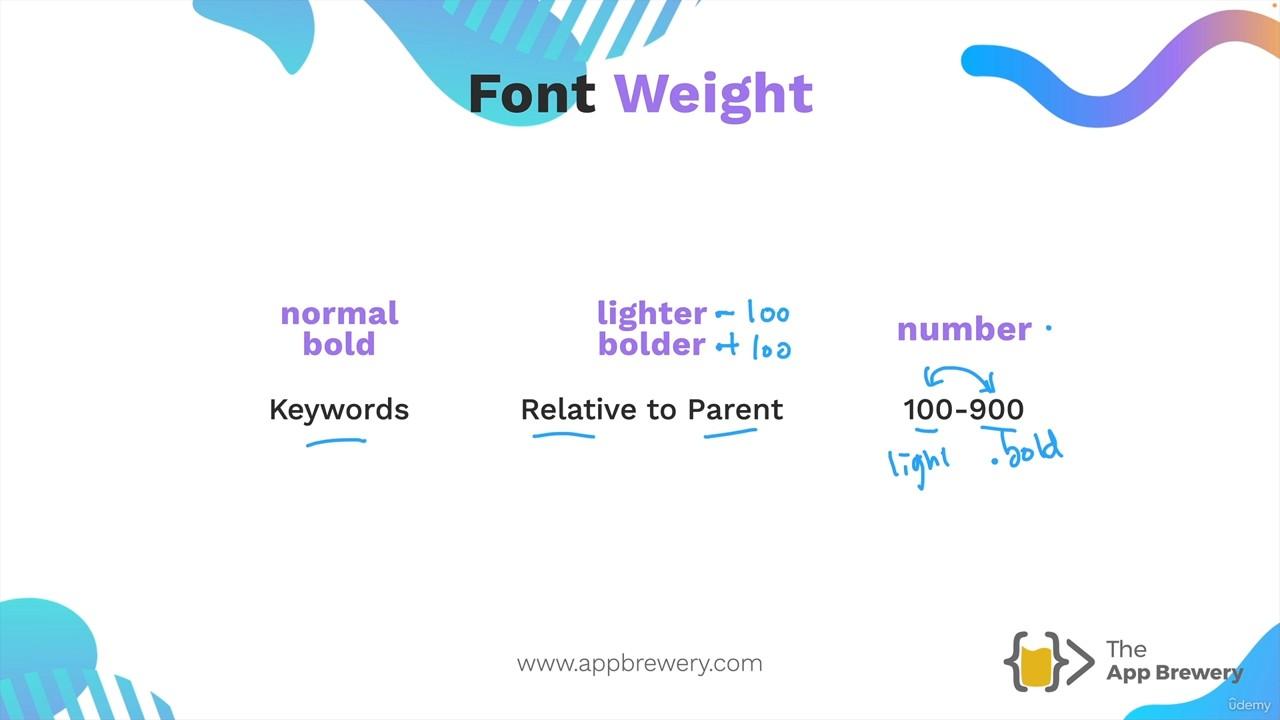 Font Weight
normal
bold
Keywords
lighter - 100
bolder + 100
Relative to Parent
number
100-900
light
bold
www.appbrewery.com
The
App Brewery
ûdemy